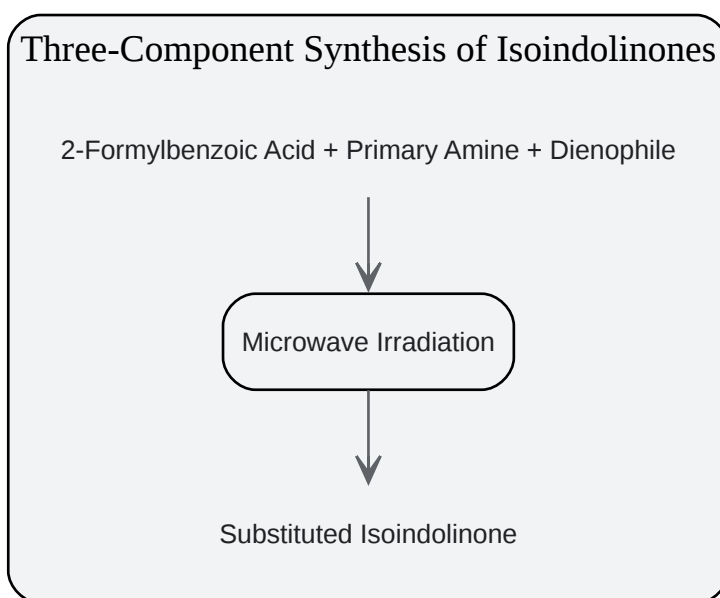 Three-Component Synthesis of Isoindolinones
2-Formylbenzoic Acid + Primary Amine + Dienophile
Microwave Irradiation
Substituted Isoindolinone